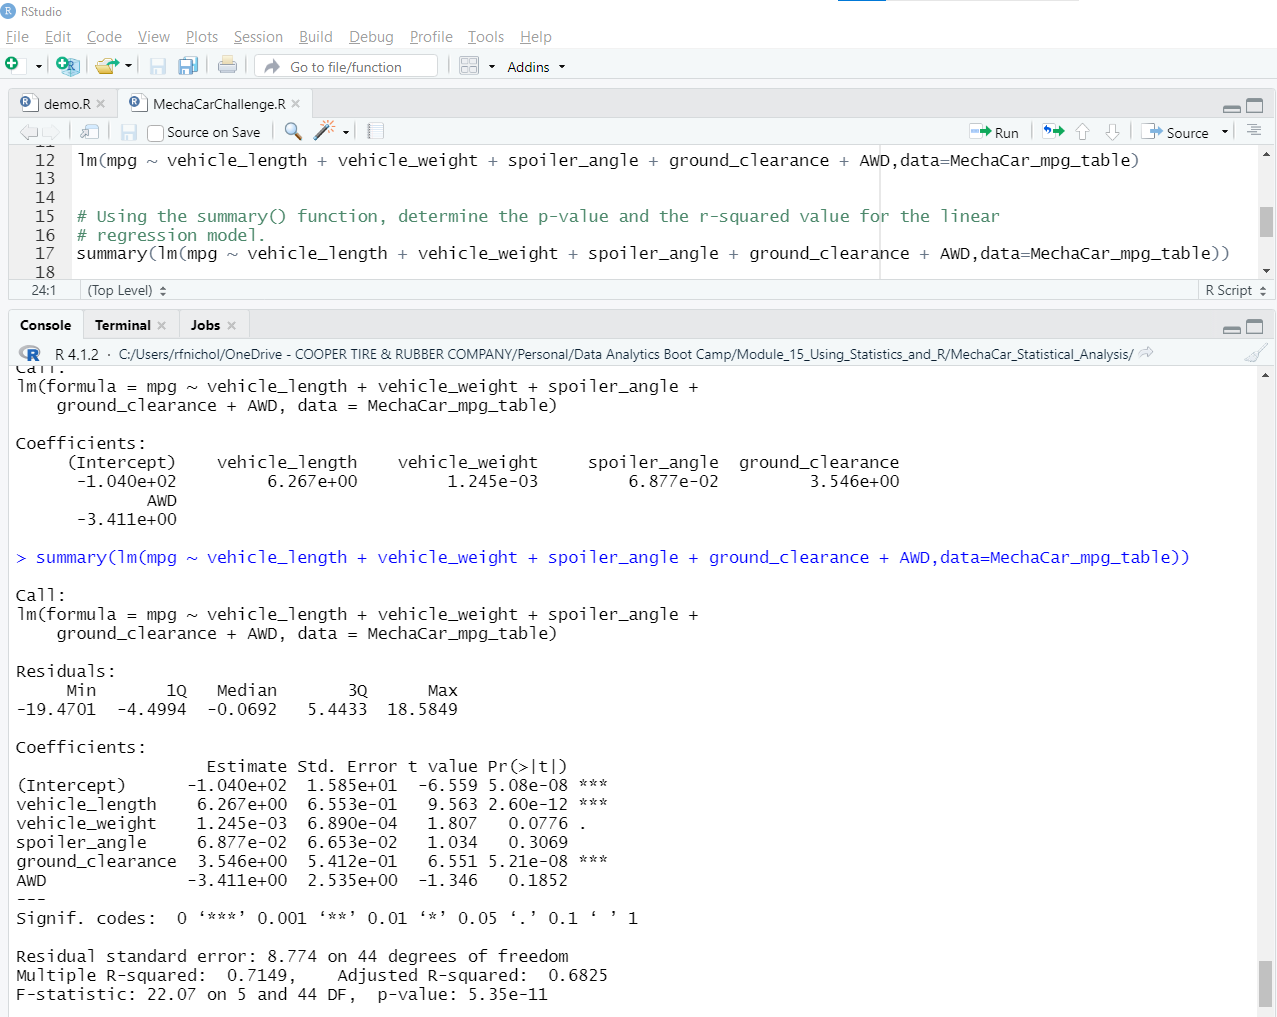 RStudio
File Edit Code View Plots Session Build Debug Profile Tools Help
Go to file/function Addins
demo.R MechaCarChallenge.R
Source on Save Run Source
12 lm(mpg ~ vehicle_length + vehicle_weight + spoiler_angle + ground_clearance + AWD,data=MechaCar_mpg_table)
13
14
15 # Using the summary() function, determine the p-value and the r-squared value for the linear
16 # regression model.
17 summary(lm(mpg ~ vehicle_length + vehicle_weight + spoiler_angle + ground_clearance + AWD,data=MechaCar_mpg_table))
18
24:1 (Top Level) R Script
Console Terminal Jobs
R 4.1.2 · C:/Users/rfnichol/OneDrive - COOPER TIRE & RUBBER COMPANY/Personal/Data Analytics Boot Camp/Module_15_Using_Statistics_and_R/MechaCar_Statistical_Analysis/
Call:
lm(formula = mpg ~ vehicle_length + vehicle_weight + spoiler_angle +
ground_clearance + AWD, data = MechaCar_mpg_table)
Coefficients:
(Intercept) vehicle_length vehicle_weight spoiler_angle ground_clearance
-1.040e+02 6.267e+00 1.245e-03 6.877e-02 3.546e+00
AWD
-3.411e+00
> summary(lm(mpg ~ vehicle_length + vehicle_weight + spoiler_angle + ground_clearance + AWD,data=MechaCar_mpg_table))
Call:
lm(formula = mpg ~ vehicle_length + vehicle_weight + spoiler_angle +
ground_clearance + AWD, data = MechaCar_mpg_table)
Residuals:
Min 1Q Median 3Q Max
-19.4701 -4.4994 -0.0692 5.4433 18.5849
Coefficients:
Estimate Std. Error t value Pr(>|t|)
(Intercept) -1.040e+02 1.585e+01 -6.559 5.08e-08 ***
vehicle_length 6.267e+00 6.553e-01 9.563 2.60e-12 ***
vehicle_weight 1.245e-03 6.890e-04 1.807 0.0776 .
spoiler_angle 6.877e-02 6.653e-02 1.034 0.3069
ground_clearance 3.546e+00 5.412e-01 6.551 5.21e-08 ***
AWD -3.411e+00 2.535e+00 -1.346 0.1852
---
Signif. codes: 0 ‘***’ 0.001 ‘**’ 0.01 ‘*’ 0.05 ‘.’ 0.1 ‘ ’ 1
Residual standard error: 8.774 on 44 degrees of freedom
Multiple R-squared: 0.7149, Adjusted R-squared: 0.6825
F-statistic: 22.07 on 5 and 44 DF, p-value: 5.35e-11